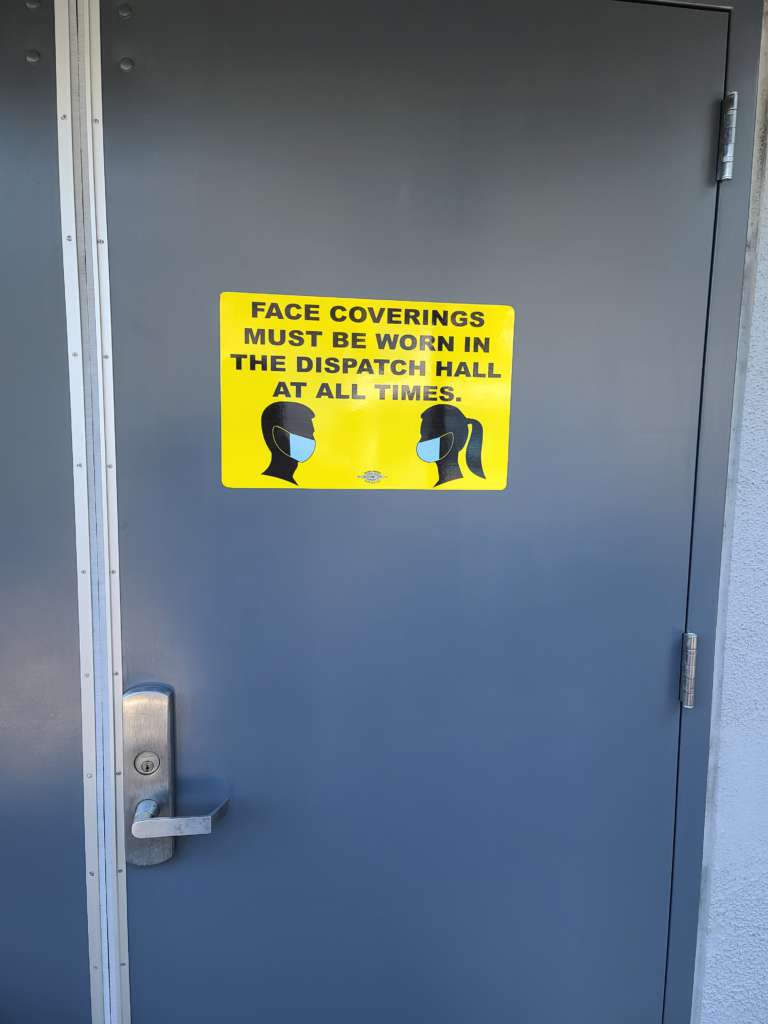 FACE COVERINGS
MUST BE WORN IN
THE DISPATCH HALL
AT ALL TIMES.